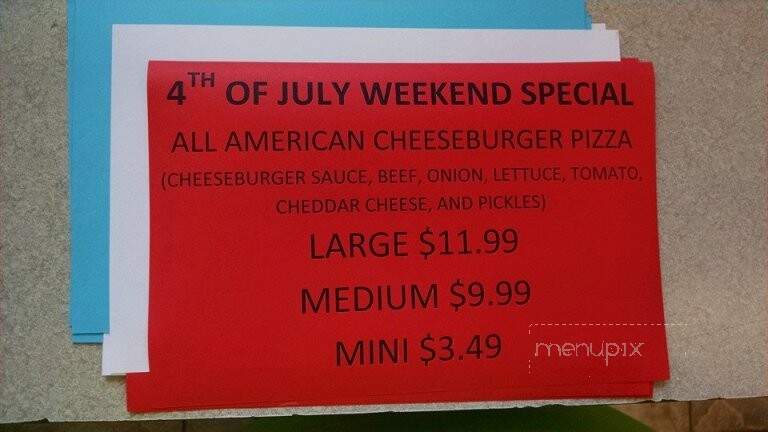 4TH OF JULY WEEKEND SPECIAL
ALL AMERICAN CHEESEBURGER PIZZA
(CHEESEBURGER SAUCE, BEEF, ONION, LETTUCE, TOMATO,
CHEDDAR CHEESE, AND PICKLES)
LARGE $11.99
MEDIUM $9.99
MINI $3.49
menupix